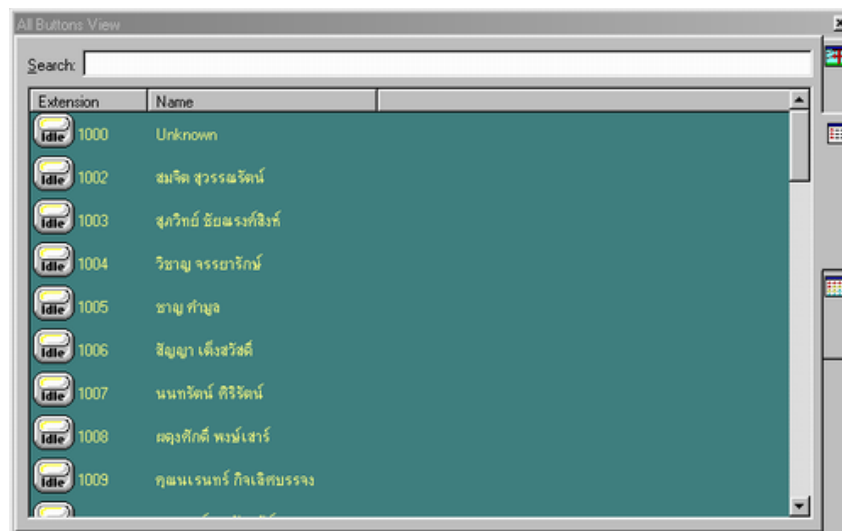 All Buttons View
Search:
Extension Name
Idle 1000 Unknown
Idle 1002 สมจิต สุวรรณรัตน์
Idle 1003 สุภวิทย์ ชัยณรงค์สิงห์
Idle 1004 วิชาญ จรรยารักษ์
Idle 1005 ชาญ คำมูล
Idle 1006 สัญญา เต็งสวัสดิ์
Idle 1007 นนทรัตน์ ศิริรัตน์
Idle 1008 ผดุงศักดิ์ พงษ์เสาร์
Idle 1009 คุณนเรนทร์ กิจเลิศบรรจง